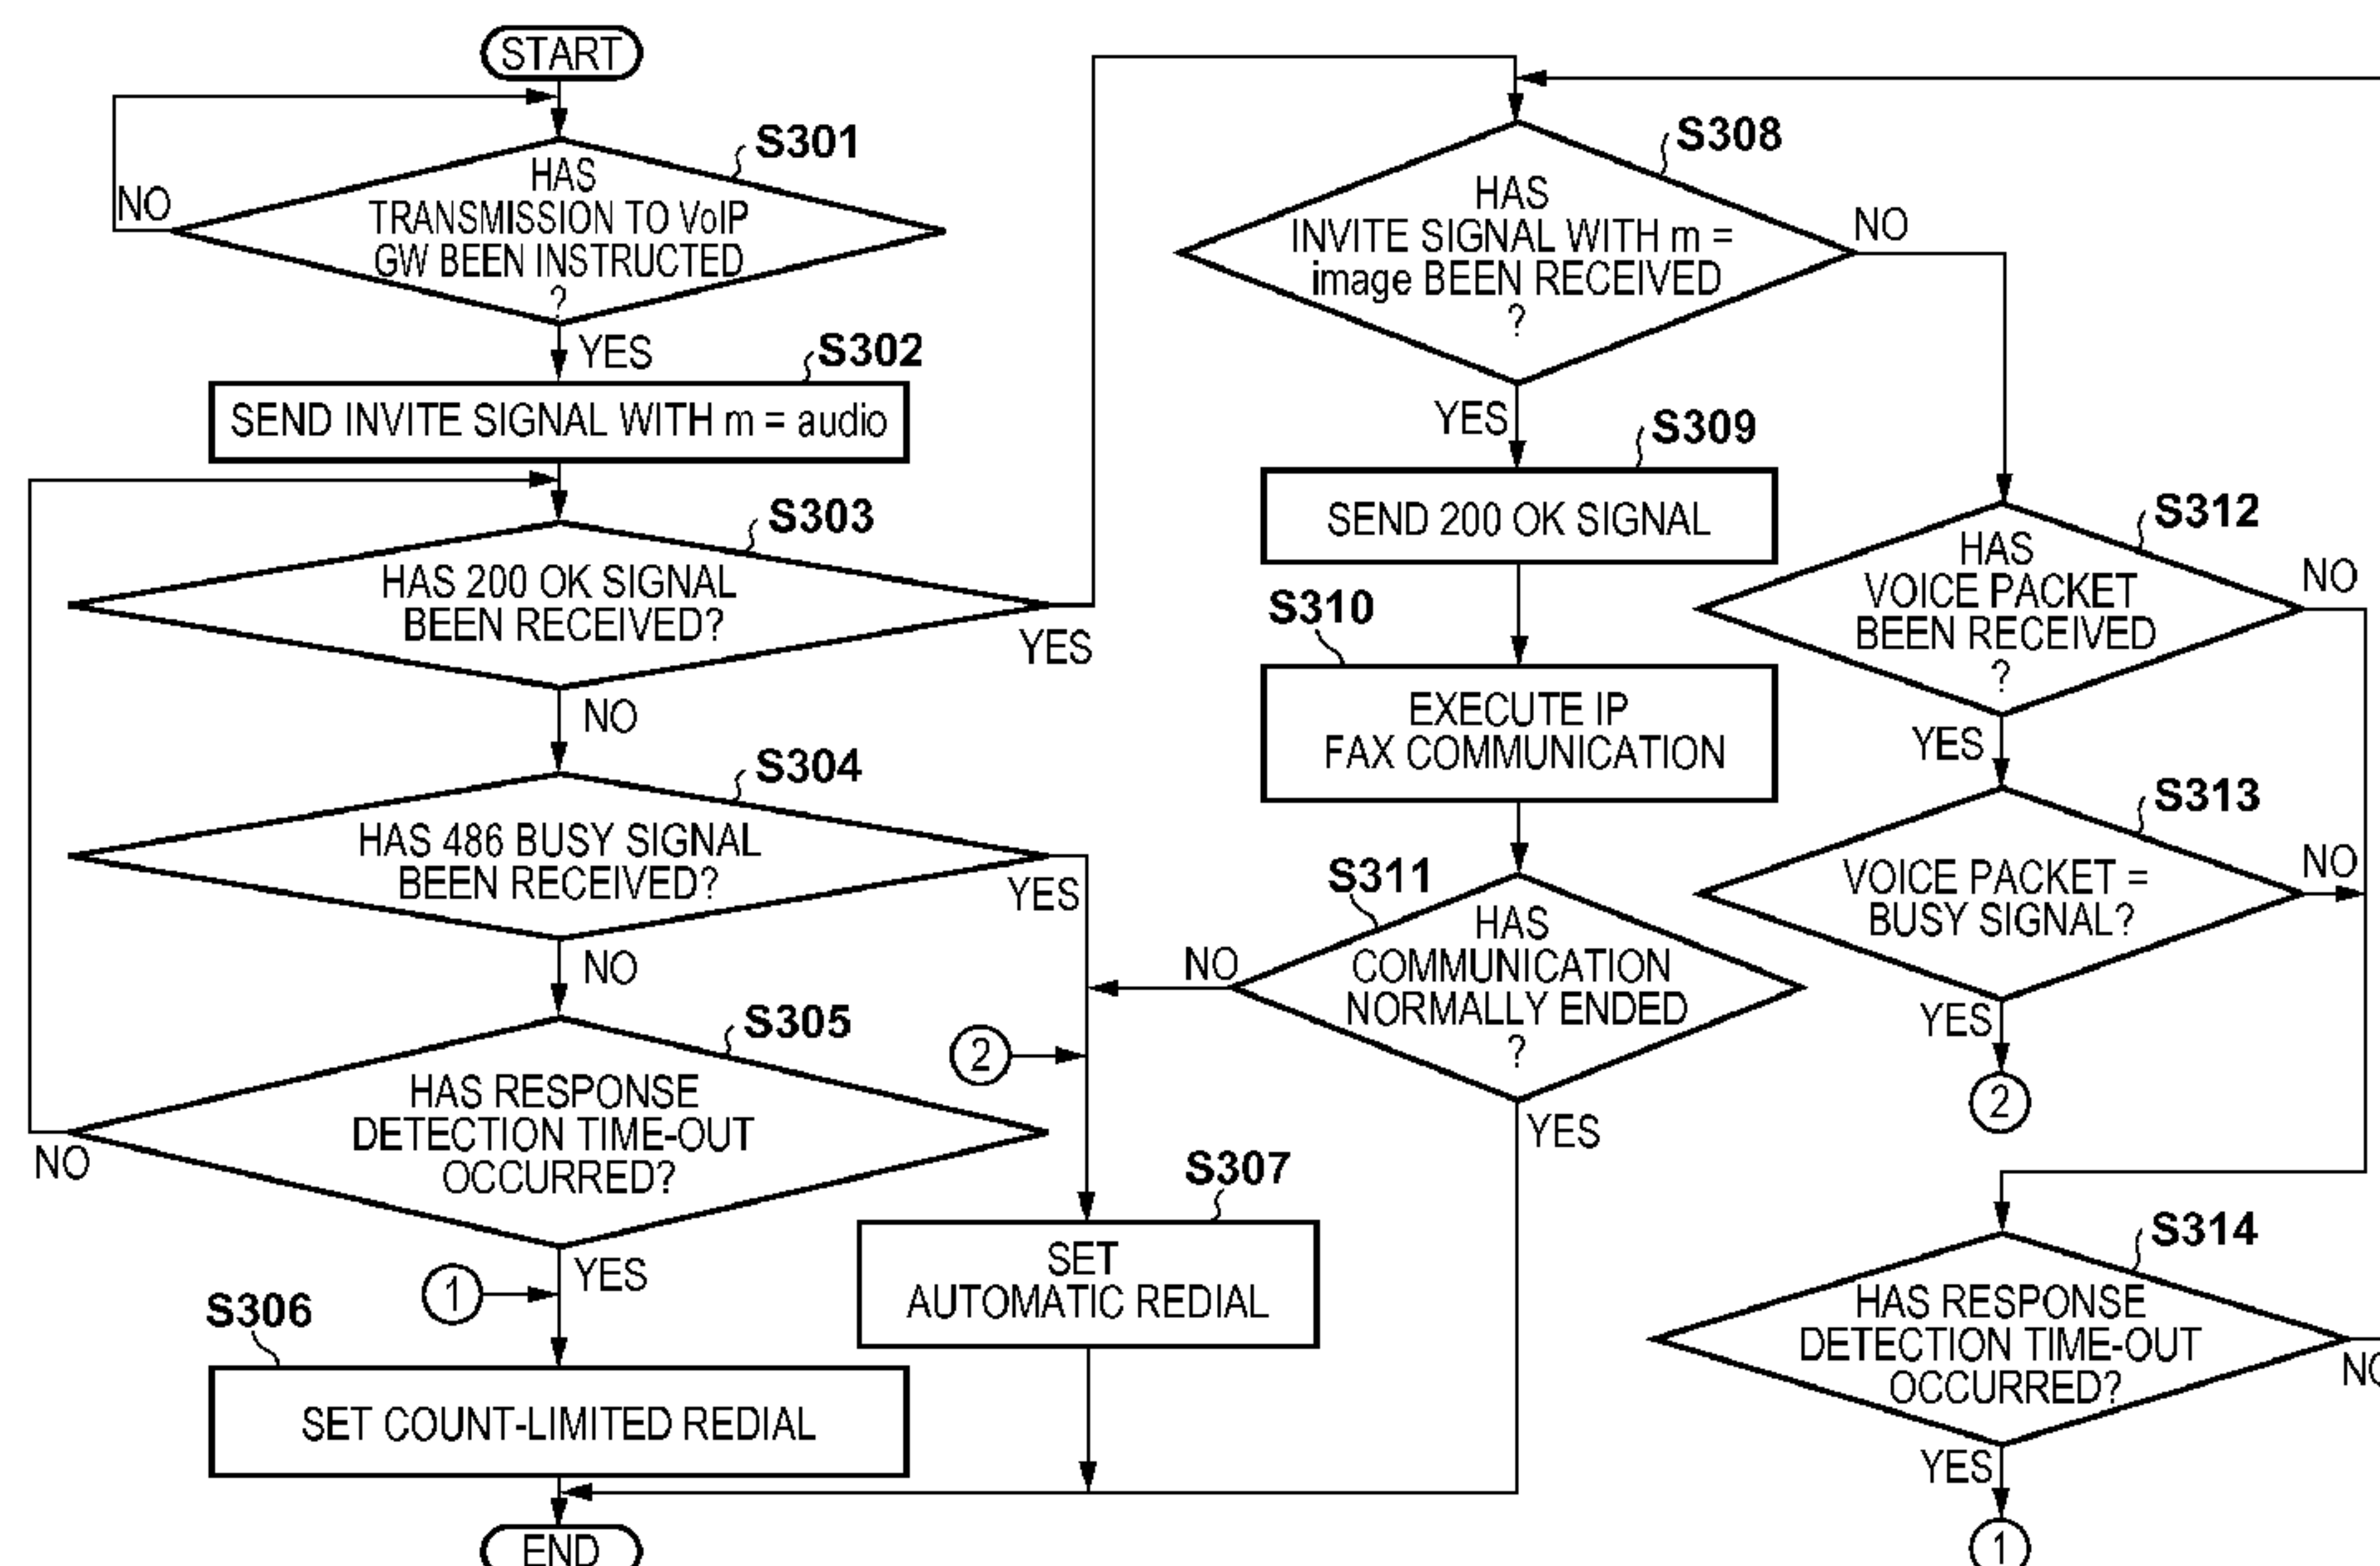 START
S301
HAS
TRANSMISSION TO VoIP
GW BEEN INSTRUCTED
?
NO
YES
S302
SEND INVITE SIGNAL WITH m = audio
S303
HAS 200 OK SIGNAL
BEEN RECEIVED?
YES
NO
S304
HAS 486 BUSY SIGNAL
BEEN RECEIVED?
YES
NO
S305
HAS RESPONSE
DETECTION TIME-OUT
OCCURRED?
NO
YES
1
S306
SET COUNT-LIMITED REDIAL
END
2
S307
SET
AUTOMATIC REDIAL
S308
HAS
INVITE SIGNAL WITH m =
image BEEN RECEIVED
?
NO
YES
S309
SEND 200 OK SIGNAL
S310
EXECUTE IP
FAX COMMUNICATION
S311
HAS
COMMUNICATION
NORMALLY ENDED
?
NO
YES
S312
HAS
VOICE PACKET
BEEN RECEIVED
?
NO
YES
S313
VOICE PACKET =
BUSY SIGNAL?
NO
YES
2
S314
HAS RESPONSE
DETECTION TIME-OUT
OCCURRED?
NO
YES
1